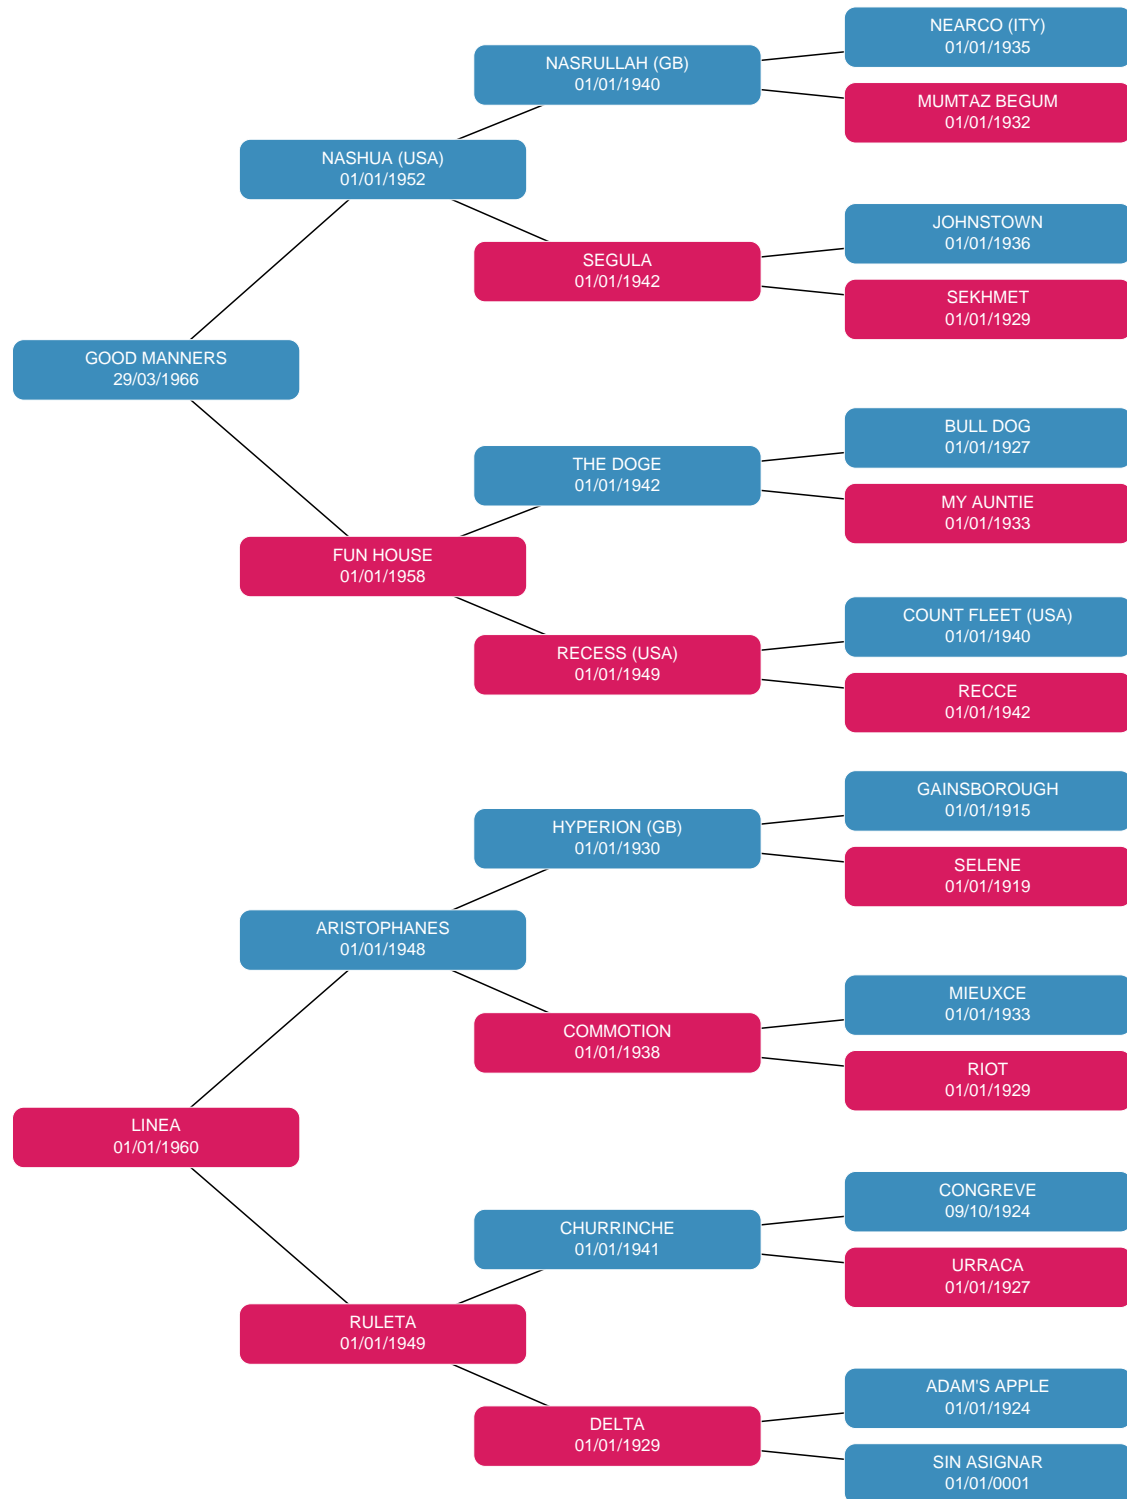 NEARCO (ITY)
01/01/1935
NASRULLAH (GB)
01/01/1940
MUMTAZ BEGUM
01/01/1932
NASHUA (USA)
01/01/1952
JOHNSTOWN
01/01/1936
SEGULA
01/01/1942
SEKHMET
01/01/1929
GOOD MANNERS
29/03/1966
BULL DOG
01/01/1927
THE DOGE
01/01/1942
MY AUNTIE
01/01/1933
FUN HOUSE
01/01/1958
COUNT FLEET (USA)
01/01/1940
RECESS (USA)
01/01/1949
RECCE
01/01/1942
GAINSBOROUGH
01/01/1915
HYPERION (GB)
01/01/1930
SELENE
01/01/1919
ARISTOPHANES
01/01/1948
MIEUXCE
01/01/1933
COMMOTION
01/01/1938
RIOT
01/01/1929
LINEA
01/01/1960
CONGREVE
09/10/1924
CHURRINCHE
01/01/1941
URRACA
01/01/1927
RULETA
01/01/1949
ADAM'S APPLE
01/01/1924
DELTA
01/01/1929
SIN ASIGNAR
01/01/0001